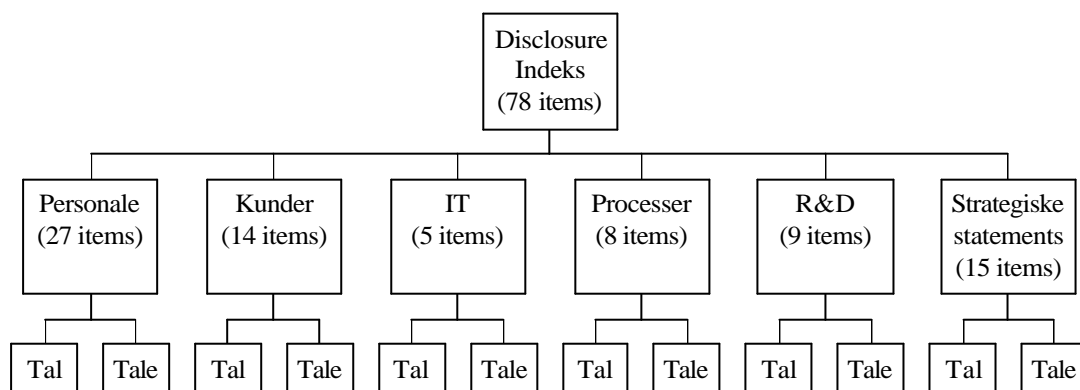 Disclosure
Indeks
(78 items)
Personale
(27 items)
Kunder
(14 items)
IT
(5 items)
Processer
(8 items)
R&D
(9 items)
Strategiske
statements
(15 items)
Tal
Tale
Tal
Tale
Tal
Tale
Tal
Tale
Tal
Tale
Tal
Tale